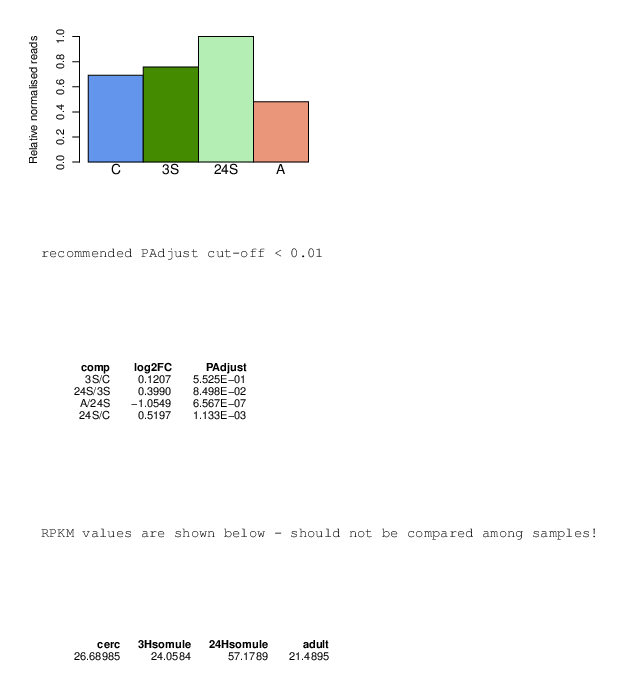 Relative normalised reads
1.0
0.8
0.6
0.4
0.2
0.0
C 3S 24S A
recommended PAdjust cut-off < 0.01
comp log2FC PAdjust
3S/C 0.1207 5.525E−01
24S/3S 0.3990 8.498E−02
A/24S −1.0549 6.567E−07
24S/C 0.5197 1.133E−03
RPKM values are shown below - should not be compared among samples!
cerc 3Hsomule 24Hsomule adult
26.68985 24.0584 57.1789 21.4895